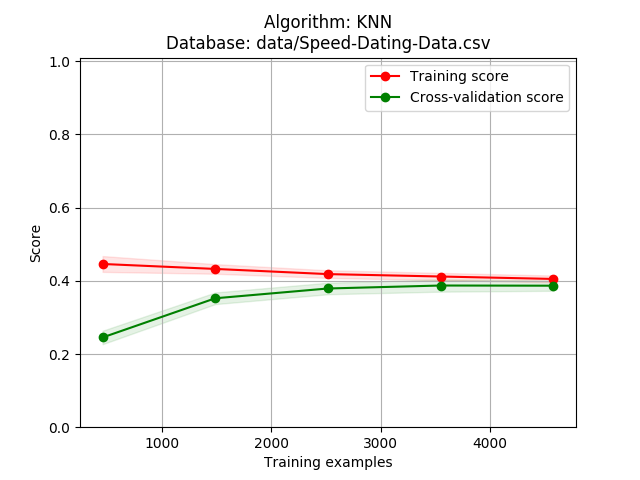 Algorithm: KNN
Database: data/Speed-Dating-Data.csv
Training score
Cross-validation score
1.0
0.8
0.6
0.4
0.2
0.0
Score
1000 2000 3000 4000
Training examples